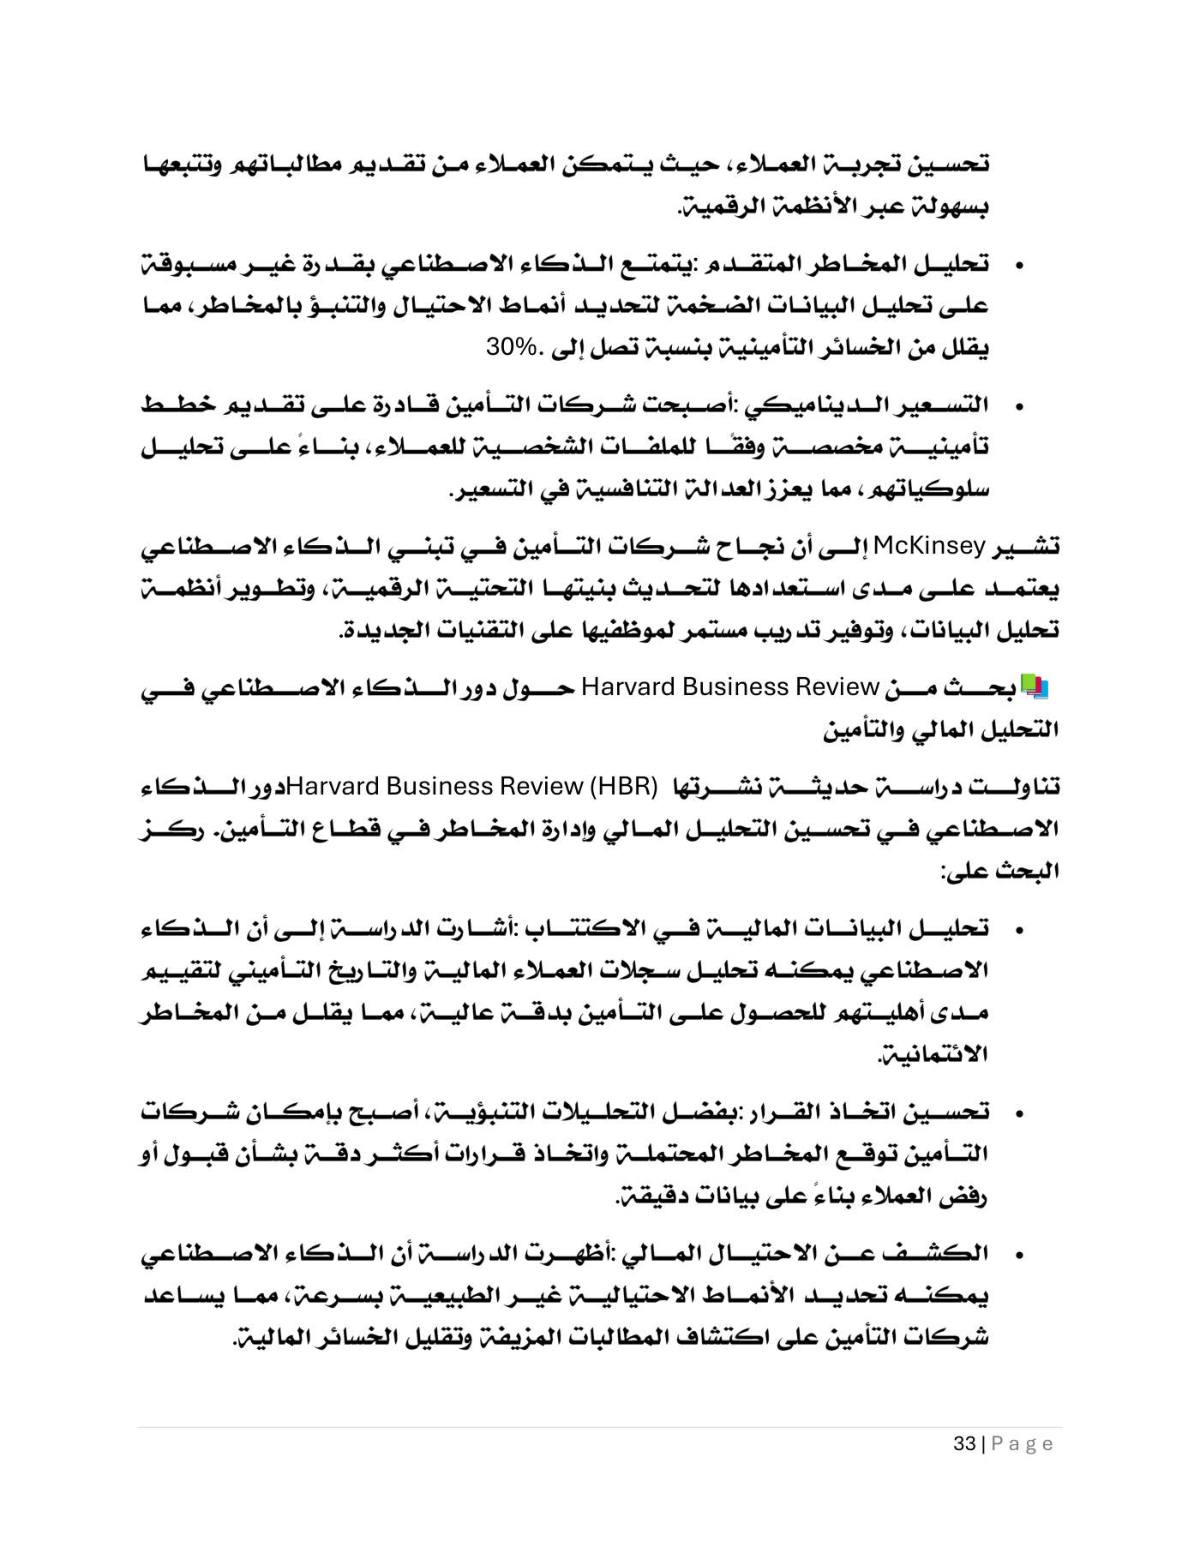 تحسين تجربة العملاء، حيث يتمكن العملاء من تقديم مطالباتهم وتتبعها
بسهولة عبر الأنظمة الرقمية.
• تحليل المخاطر المتقدم :يتمتع الذكاء الاصطناعي بقدرة غير مسبوقة
على تحليل البيانات الضخمة لتحديد أنماط الاحتيال والتنبؤ بالمخاطر، مما
يقلل من الخسائر التأمينية بنسبة تصل إلى .30%
• التسعير الديناميكي :أصبحت شركات التأمين قادرة على تقديم خطط
تأمينية مخصصة وفقًا للملفات الشخصية للعملاء، بناءً على تحليل
سلوكياتهم، مما يعزز العدالة التنافسية في التسعير.
تشير McKinsey إلى أن نجاح شركات التأمين في تبني الذكاء الاصطناعي
يعتمد على مدى استعدادها لتحديث بنيتها التحتية الرقمية، وتطوير أنظمة
تحليل البيانات، وتوفير تدريب مستمر لموظفيها على التقنيات الجديدة.
📚 بحث من Harvard Business Review حول دور الذكاء الاصطناعي في
التحليل المالي والتأمين
تناولت دراسة حديثة نشرتها Harvard Business Review (HBR) دور الذكاء
الاصطناعي في تحسين التحليل المالي وإدارة المخاطر في قطاع التأمين. ركز
البحث على:
• تحليل البيانات المالية في الاكتتاب :أشارت الدراسة إلى أن الذكاء
الاصطناعي يمكنه تحليل سجلات العملاء المالية والتاريخ التأميني لتقييم
مدى أهليتهم للحصول على التأمين بدقة عالية، مما يقلل من المخاطر
الائتمانية.
• تحسين اتخاذ القرار :بفضل التحليلات التنبؤية، أصبح بإمكان شركات
التأمين توقع المخاطر المحتملة واتخاذ قرارات أكثر دقة بشأن قبول أو
رفض العملاء بناءً على بيانات دقيقة.
• الكشف عن الاحتيال المالي :أظهرت الدراسة أن الذكاء الاصطناعي
يمكنه تحديد الأنماط الاحتيالية غير الطبيعية بسرعة، مما يساعد
شركات التأمين على اكتشاف المطالبات المزيفة وتقليل الخسائر المالية.
33 | Page